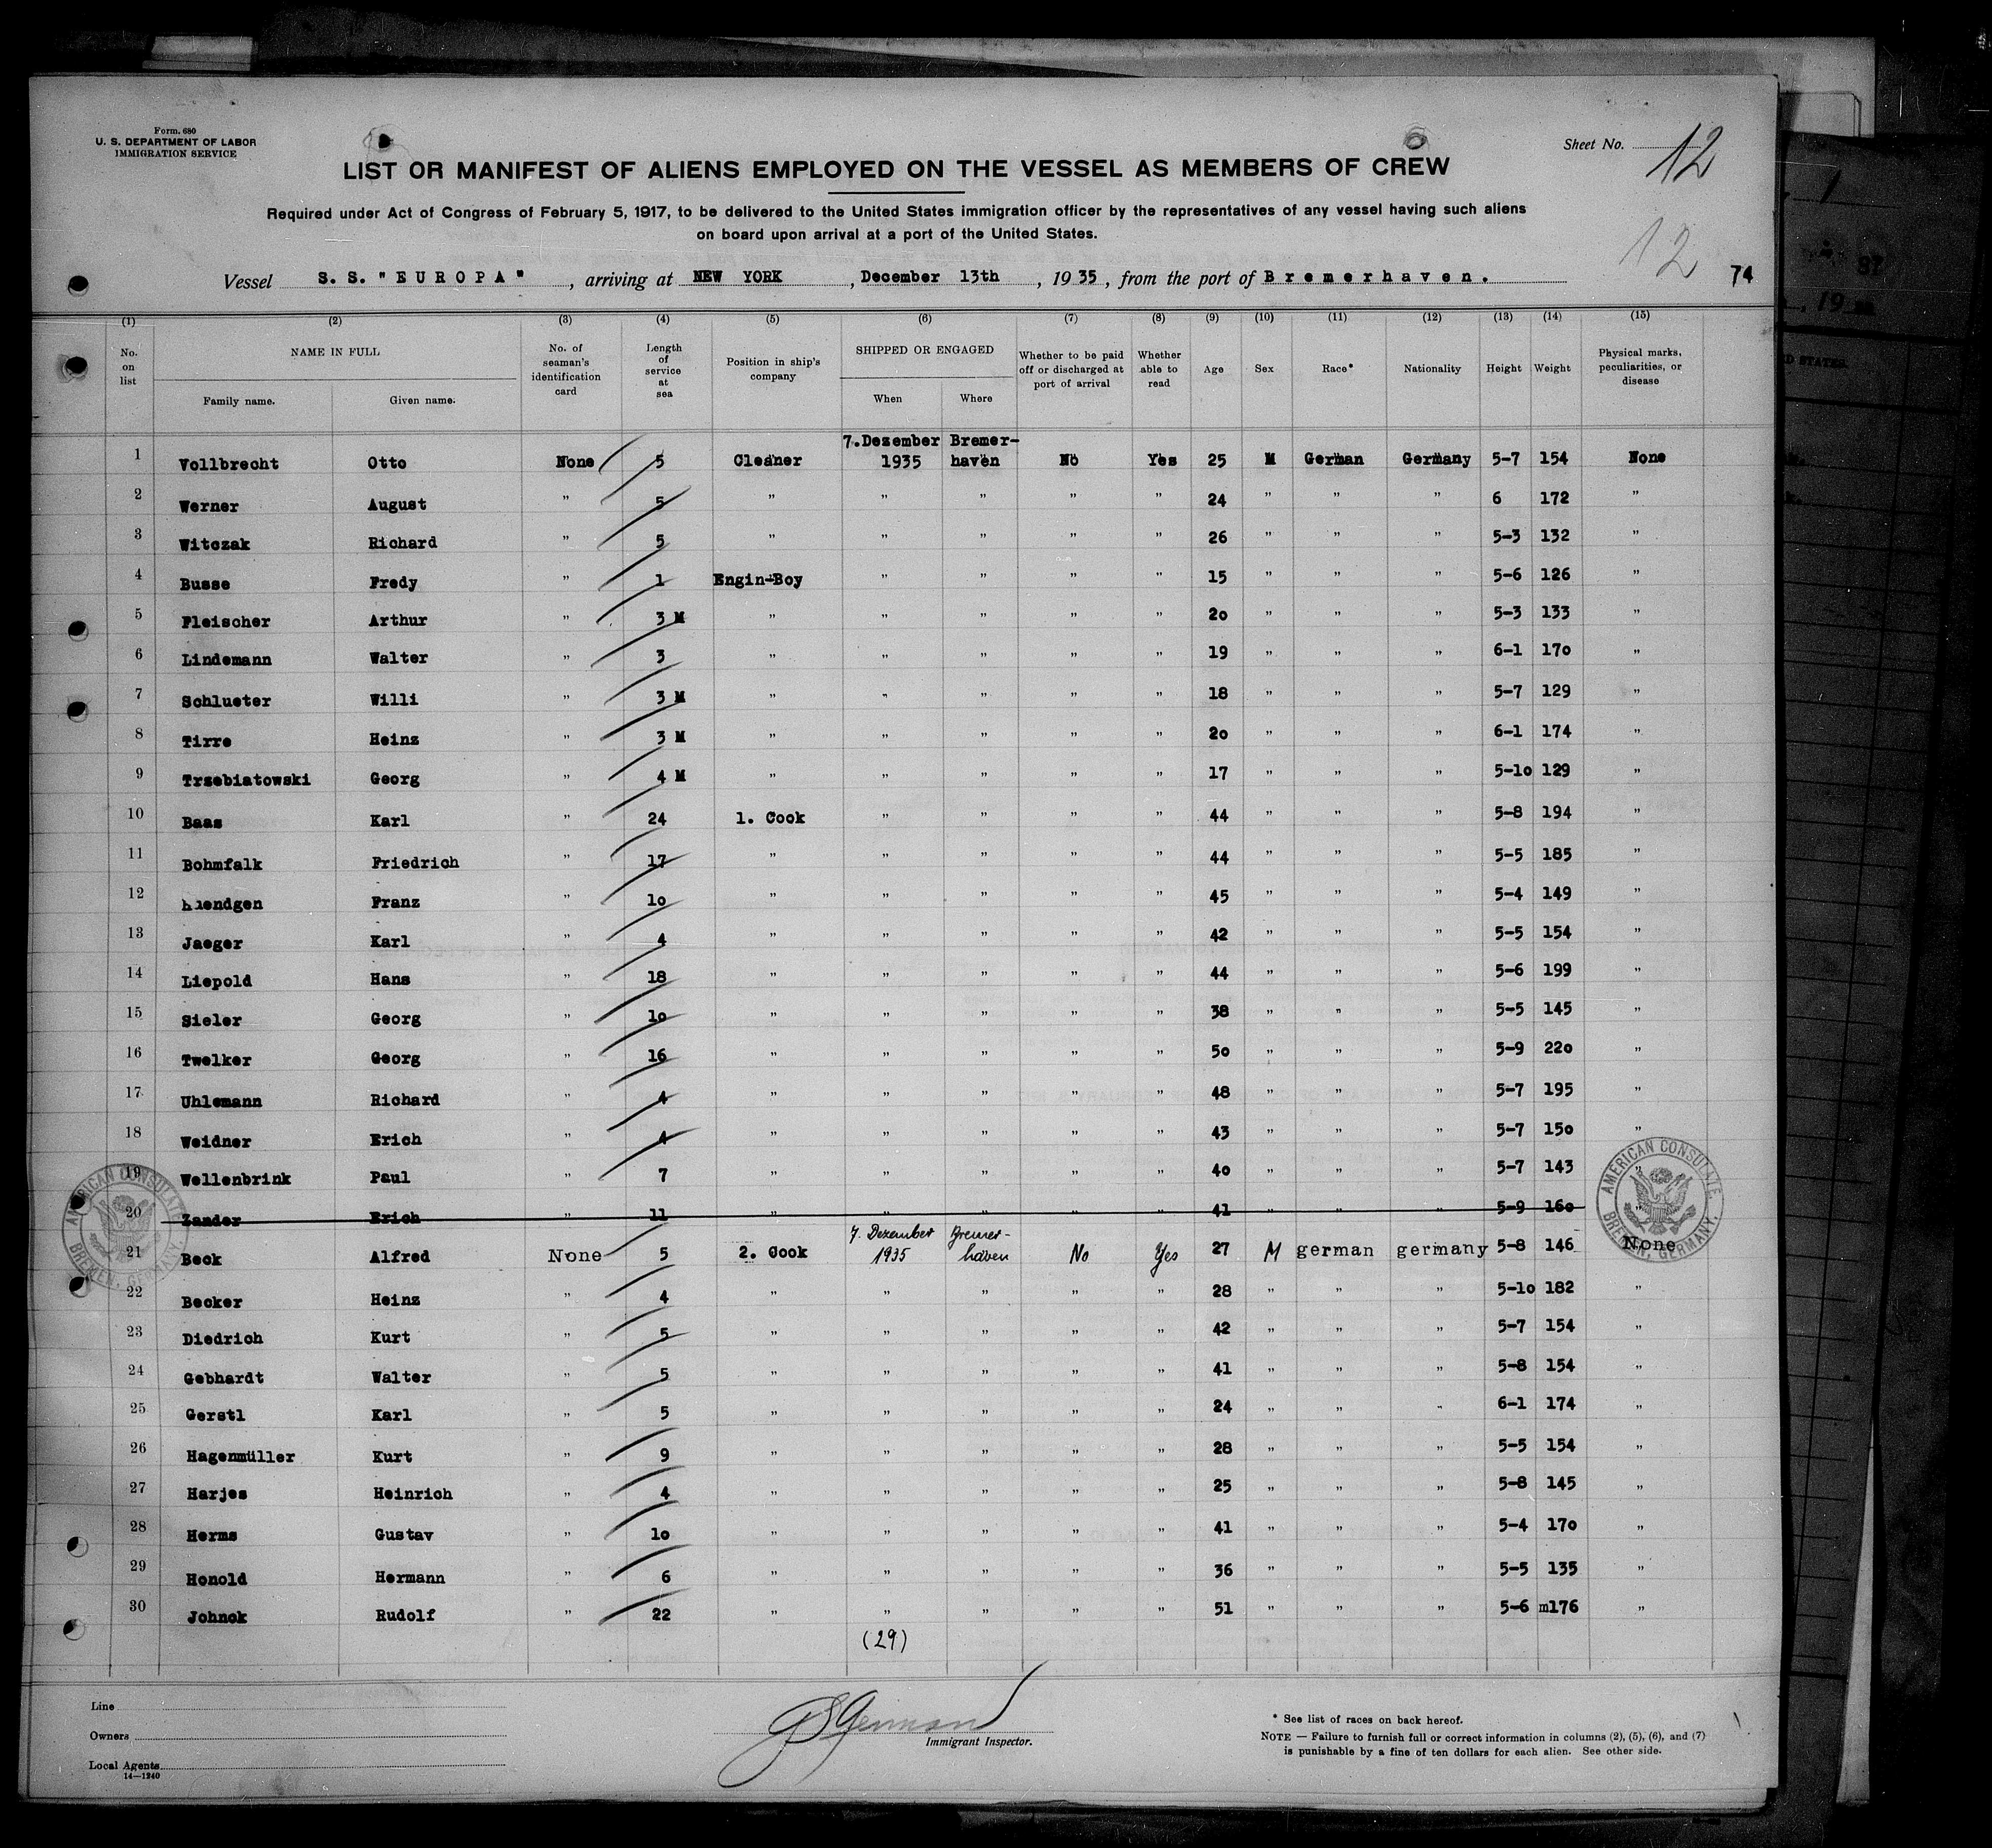 Form. 680
U. S. DEPARTMENT OF LABOR
IMMIGRATION SERVICE
Sheet No. 12
LIST OR MANIFEST OF ALIENS EMPLOYED ON THE VESSEL AS MEMBERS OF CREW
Required under Act of Congress of February 5, 1917, to be delivered to the United States immigration officer by the representatives of any vessel having such aliens
on board upon arrival at a port of the United States.
12
74
Vessel S. S. "EUROPA", arriving at NEW YORK, December 13th, 1935, from the port of Bremerhaven.
(1) (2) (3) (4) (5) (6) (7) (8) (9) (10) (11) (12) (13) (14) (15)
No. on list NAME IN FULL Family name. Given name. No. of seaman's identification card Length of service at sea Position in ship's company SHIPPED OR ENGAGED When Where Whether to be paid off or discharged at port of arrival Whether able to read Age Sex Race* Nationality Height Weight Physical marks, peculiarities, or disease
7.Dezember Bremer-
1 Vollbrecht Otto None 5 Cleaner 1935 haven No Yes 25 M German Germany 5-7 154 None
2 Werner August " 5 " " " " " 24 " " " 6 172 "
3 Witczak Richard " 5 " " " " " 26 " " " 5-3 132 "
4 Busse Fredy " 1 Engin-Boy " " " " 15 " " " 5-6 126 "
5 Fleischer Arthur " 3 M " " " " " 20 " " " 5-3 133 "
6 Lindemann Walter " 3 " " " " " 19 " " " 6-1 170 "
7 Schlueter Willi " 3 M " " " " " 18 " " " 5-7 129 "
8 Tirre Heinz " 3 M " " " " " 20 " " " 6-1 174 "
9 Trzebiatowski Georg " 4 M " " " " " 17 " " " 5-10 129 "
10 Baas Karl " 24 1. Cook " " " " 44 " " " 5-8 194 "
11 Bohmfalk Friedrich " 17 " " " " " 44 " " " 5-5 185 "
12 Franz " 10 " " " " " 45 " " " 5-4 149 "
13 Jaeger Karl " 4 " " " " " 42 " " " 5-5 154 "
14 Liepold Hans " 18 " " " " " 44 " " " 5-6 199 "
15 Sieler Georg " 10 " " " " " 38 " " " 5-5 145 "
16 Twelker Georg " 16 " " " " " 50 " " " 5-9 220 "
17 Uhlemann Richard " 4 " " " " " 48 " " " 5-7 195 "
18 Weidner Erich " 4 " " " " " 43 " " " 5-7 150 "
19 Wellenbrink Paul " 7 " " " " " 40 " " " 5-7 143 "
20 Zander Erich " 11 " " " " " 41 " " " 5-9 160 "
7. Dezember Bremer-
21 Beck Alfred None 5 2. Cook 1935 haven No Yes 27 M german germany 5-8 146 None
22 Becker Heinz " 4 " " " " " 28 " " " 5-10 182 "
23 Diedrich Kurt " 5 " " " " " 42 " " " 5-7 154 "
24 Gebhardt Walter " 5 " " " " " 41 " " " 5-8 154 "
25 Gerstl Karl " 5 " " " " " 24 " " " 6-1 174 "
26 Hagenmüller Kurt " 9 " " " " " 28 " " " 5-5 154 "
27 Harjes Heinrich " 4 " " " " " 25 " " " 5-8 145 "
28 Herms Gustav " 10 " " " " " 41 " " " 5-4 170 "
29 Honold Hermann " 6 " " " " " 36 " " " 5-5 135 "
30 Johnck Rudolf " 22 " " " " " 51 " " " 5-6 m176 "
(29)
AMERICAN CONSULATE BREMEN, GERMANY.
AMERICAN CONSULATE BREMEN, GERMANY.
Line
Owners
Local Agents
14—1240
Immigrant Inspector.
* See list of races on back hereof.
NOTE — Failure to furnish full or correct information in columns (2), (5), (6), and (7)
is punishable by a fine of ten dollars for each alien. See other side.